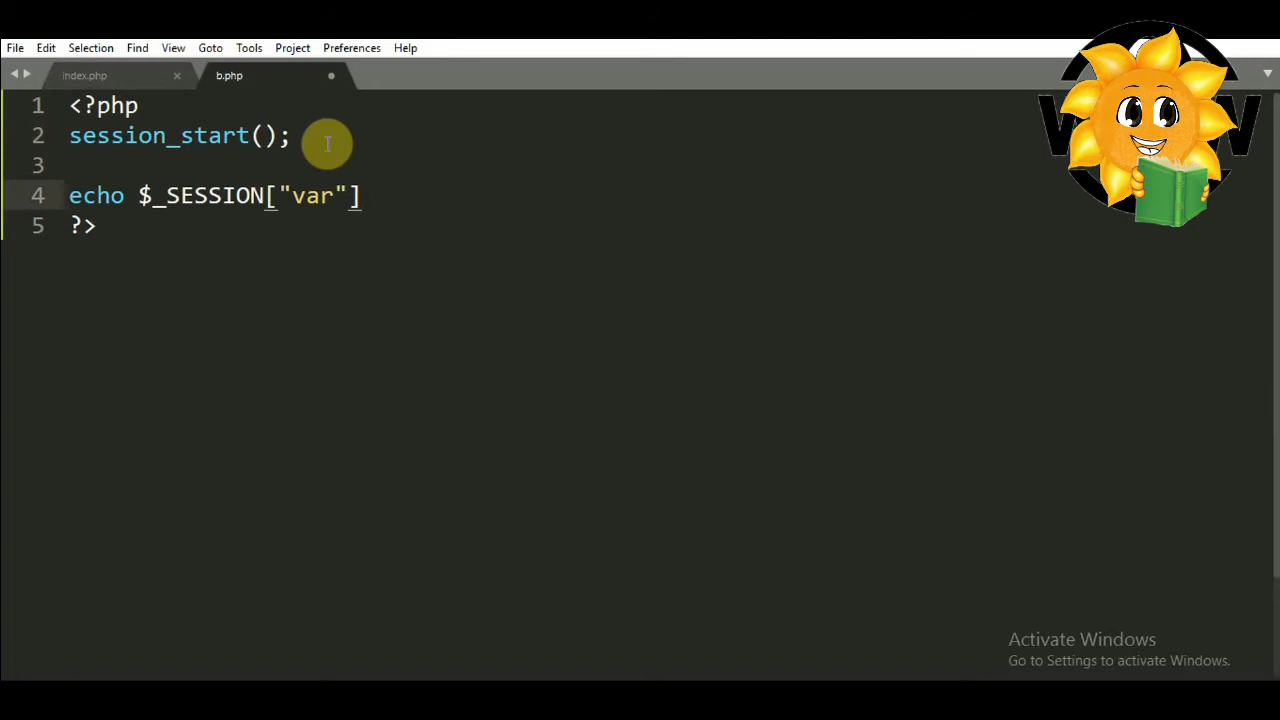 File Edit Selection Find View Goto Tools Project Preferences Help
index.php × b.php
1 <?php
2 session_start();
3
4 echo $_SESSION["var"]
5 ?>
Activate Windows
Go to Settings to activate Windows.